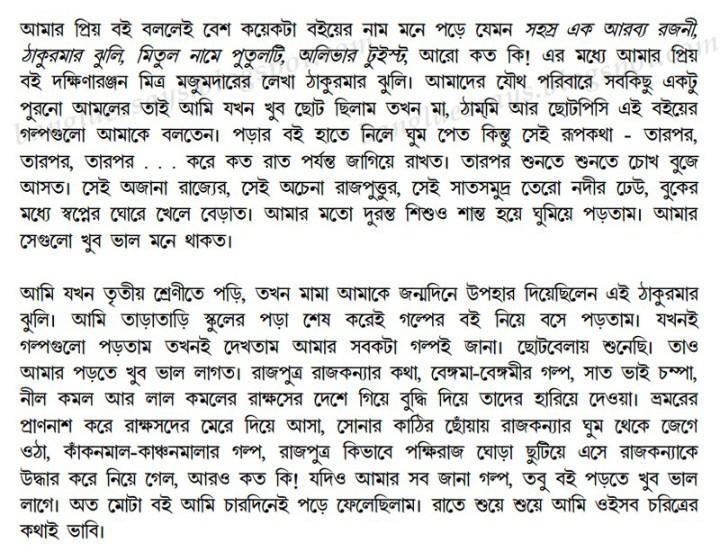 আমার প্রিয় বই বললেই বেশ কয়েকটা বইয়ের নাম মনে পড়ে যেমন সহস্র এক আরব্য রজনী,
ঠাকুরমার ঝুলি, মিতুল নামে পুতুলটি, অলিভার টুইস্ট, আরো কত কি! এর মধ্যে আমার প্রিয়
বই দক্ষিণারঞ্জন মিত্র মজুমদারের লেখা ঠাকুরমার ঝুলি। আমাদের যৌথ পরিবারে সবকিছু একটু
পুরনো আমলের তাই আমি যখন খুব ছোট ছিলাম তখন মা, ঠাম্মি আর ছোটপিসি এই বইয়ের
গল্পগুলো আমাকে বলতেন। পড়ার বই হাতে নিলে ঘুম পেত কিন্তু সেই রূপকথা - তারপর,
তারপর, তারপর . . . করে কত রাত পর্যন্ত জাগিয়ে রাখত। তারপর শুনতে শুনতে চোখ বুজে
আসত। সেই অজানা রাজ্যের, সেই অচেনা রাজপুত্তুর, সেই সাতসমুদ্র তেরো নদীর ঢেউ, বুকের
মধ্যে স্বপ্নের ঘোরে খেলে বেড়াত। আমার মতো দুরন্ত শিশুও শান্ত হয়ে ঘুমিয়ে পড়তাম। আমার
সেগুলো খুব ভাল মনে থাকত।
আমি যখন তৃতীয় শ্রেণীতে পড়ি, তখন মামা আমাকে জন্মদিনে উপহার দিয়েছিলেন এই ঠাকুরমার
ঝুলি। আমি তাড়াতাড়ি স্কুলের পড়া শেষ করেই গল্পের বই নিয়ে বসে পড়তাম। যখনই
গল্পগুলো পড়তাম তখনই দেখতাম আমার সবকটা গল্পই জানা। ছোটবেলায় শুনেছি। তাও
আমার পড়তে খুব ভাল লাগত। রাজপুত্র রাজকন্যার কথা, বেঙ্গমা-বেঙ্গমীর গল্প, সাত ভাই চম্পা,
নীল কমল আর লাল কমলের রাক্ষসের দেশে গিয়ে বুদ্ধি দিয়ে তাদের হারিয়ে দেওয়া। ভ্রমরের
প্রাণনাশ করে রাক্ষসদের মেরে দিয়ে আসা, সোনার কাঠির ছোঁয়ায় রাজকন্যার ঘুম থেকে জেগে
ওঠা, কাঁকনমাল-কাঞ্চনমালার গল্প, রাজপুত্র কিভাবে পক্ষিরাজ ঘোড়া ছুটিয়ে এসে রাজকন্যাকে
উদ্ধার করে নিয়ে গেল, আরও কত কি! যদিও আমার সব জানা গল্প, তবু বই পড়তে খুব ভাল
লাগে। অত মোটা বই আমি চারদিনেই পড়ে ফেলেছিলাম। রাতে শুয়ে শুয়ে আমি ওইসব চরিত্রের
কথাই ভাবি।